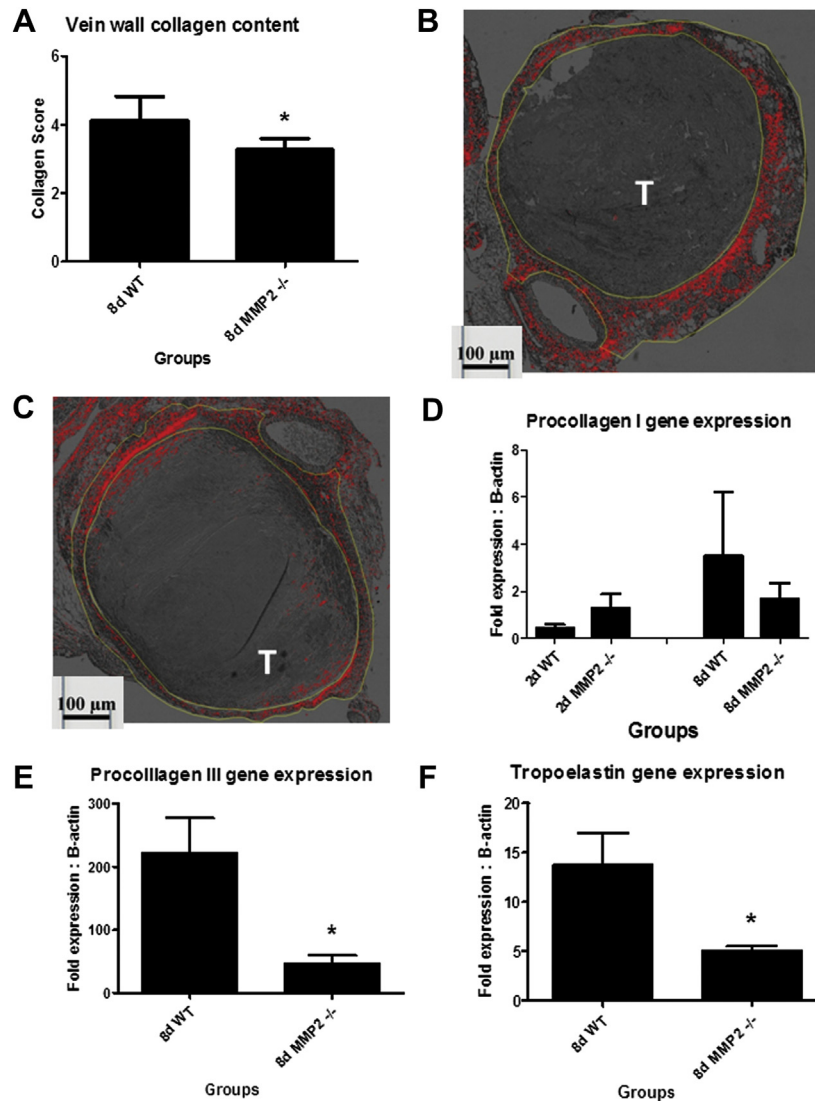 A
Vein wall collagen content
6
4
2
0
Collagen Score
*
8d WT
8d MMP2 -/-
Groups
B
T
100 µm
C
T
100 µm
D
Procollagen I gene expression
8
6
4
2
0
Fold expression : B-actin
2d WT
2d MMP2 -/-
8d WT
8d MMP2 -/-
Groups
E
Procolllagen III gene expression
300
200
100
0
Fold expression : B-actin
*
8d WT
8d MMP2 -/-
Groups
F
Tropoelastin gene expression
20
15
10
5
0
Fold expression : B-actin
*
8d WT
8d MMP2 -/-
Groups